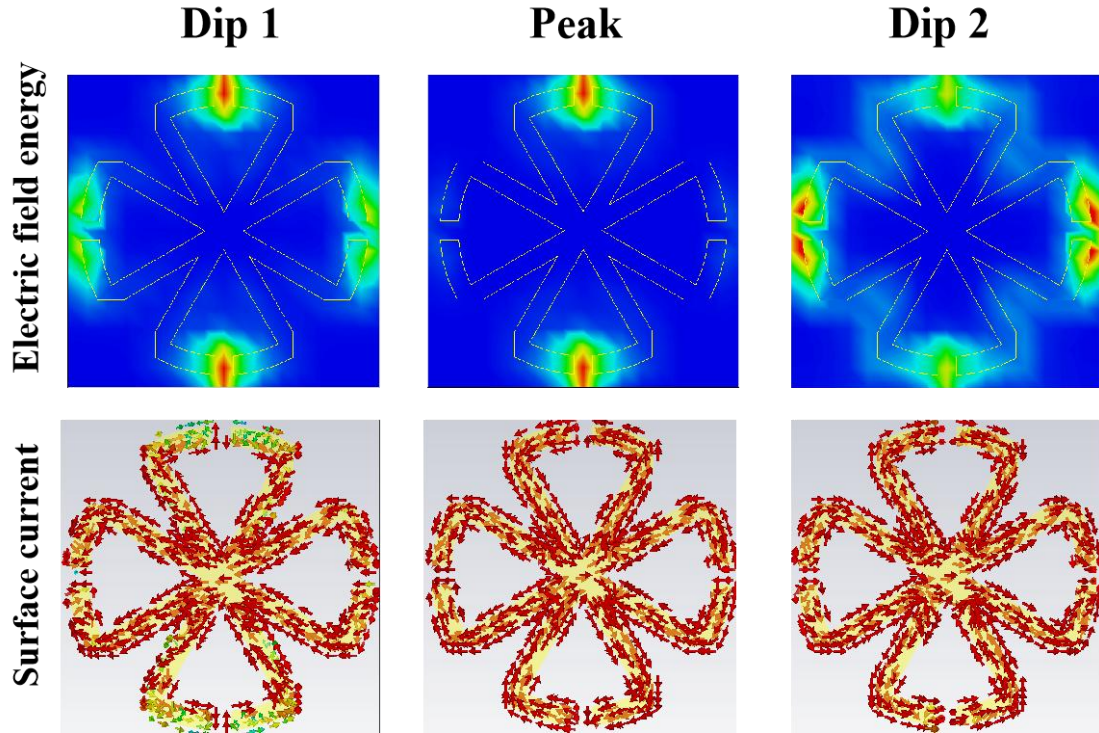 Dip 1
Peak
Dip 2
Electric field energy
Surface current